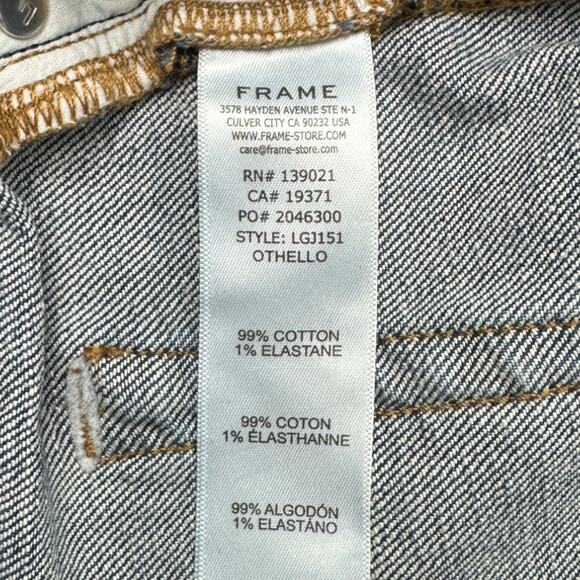 FRAME
3578 HAYDEN AVENUE STE N-1
CULVER CITY CA 90232 USA
WWW.FRAME-STORE.COM
care@frame-store.com
RN# 139021
CA# 19371
PO# 2046300
STYLE: LGJ151
OTHELLO
99% COTTON
1% ELASTANE
99% COTON
1% ÉLASTHANNE
99% ALGODÓN
1% ELASTÁNO